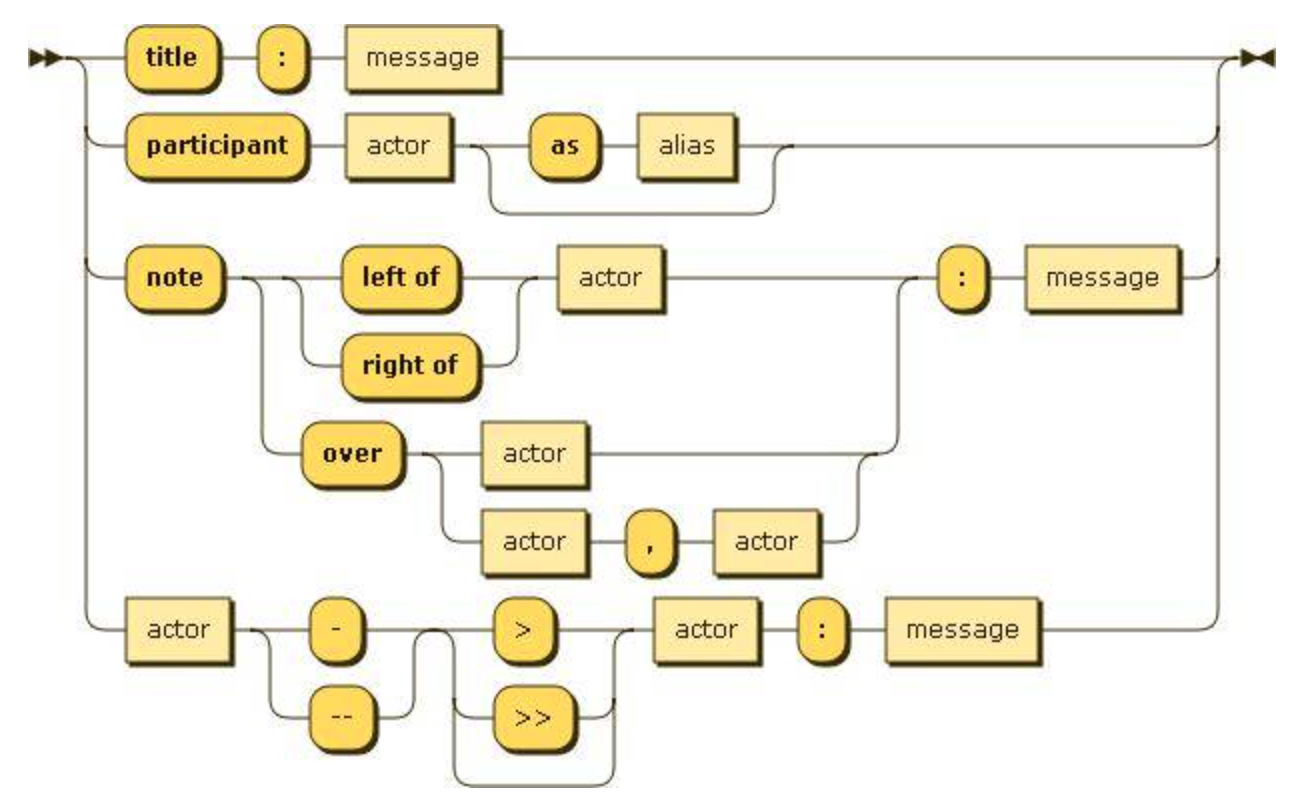 title : message
participant actor as alias
note left of actor : message
right of
over actor
actor , actor
actor - > actor : message
-- >>